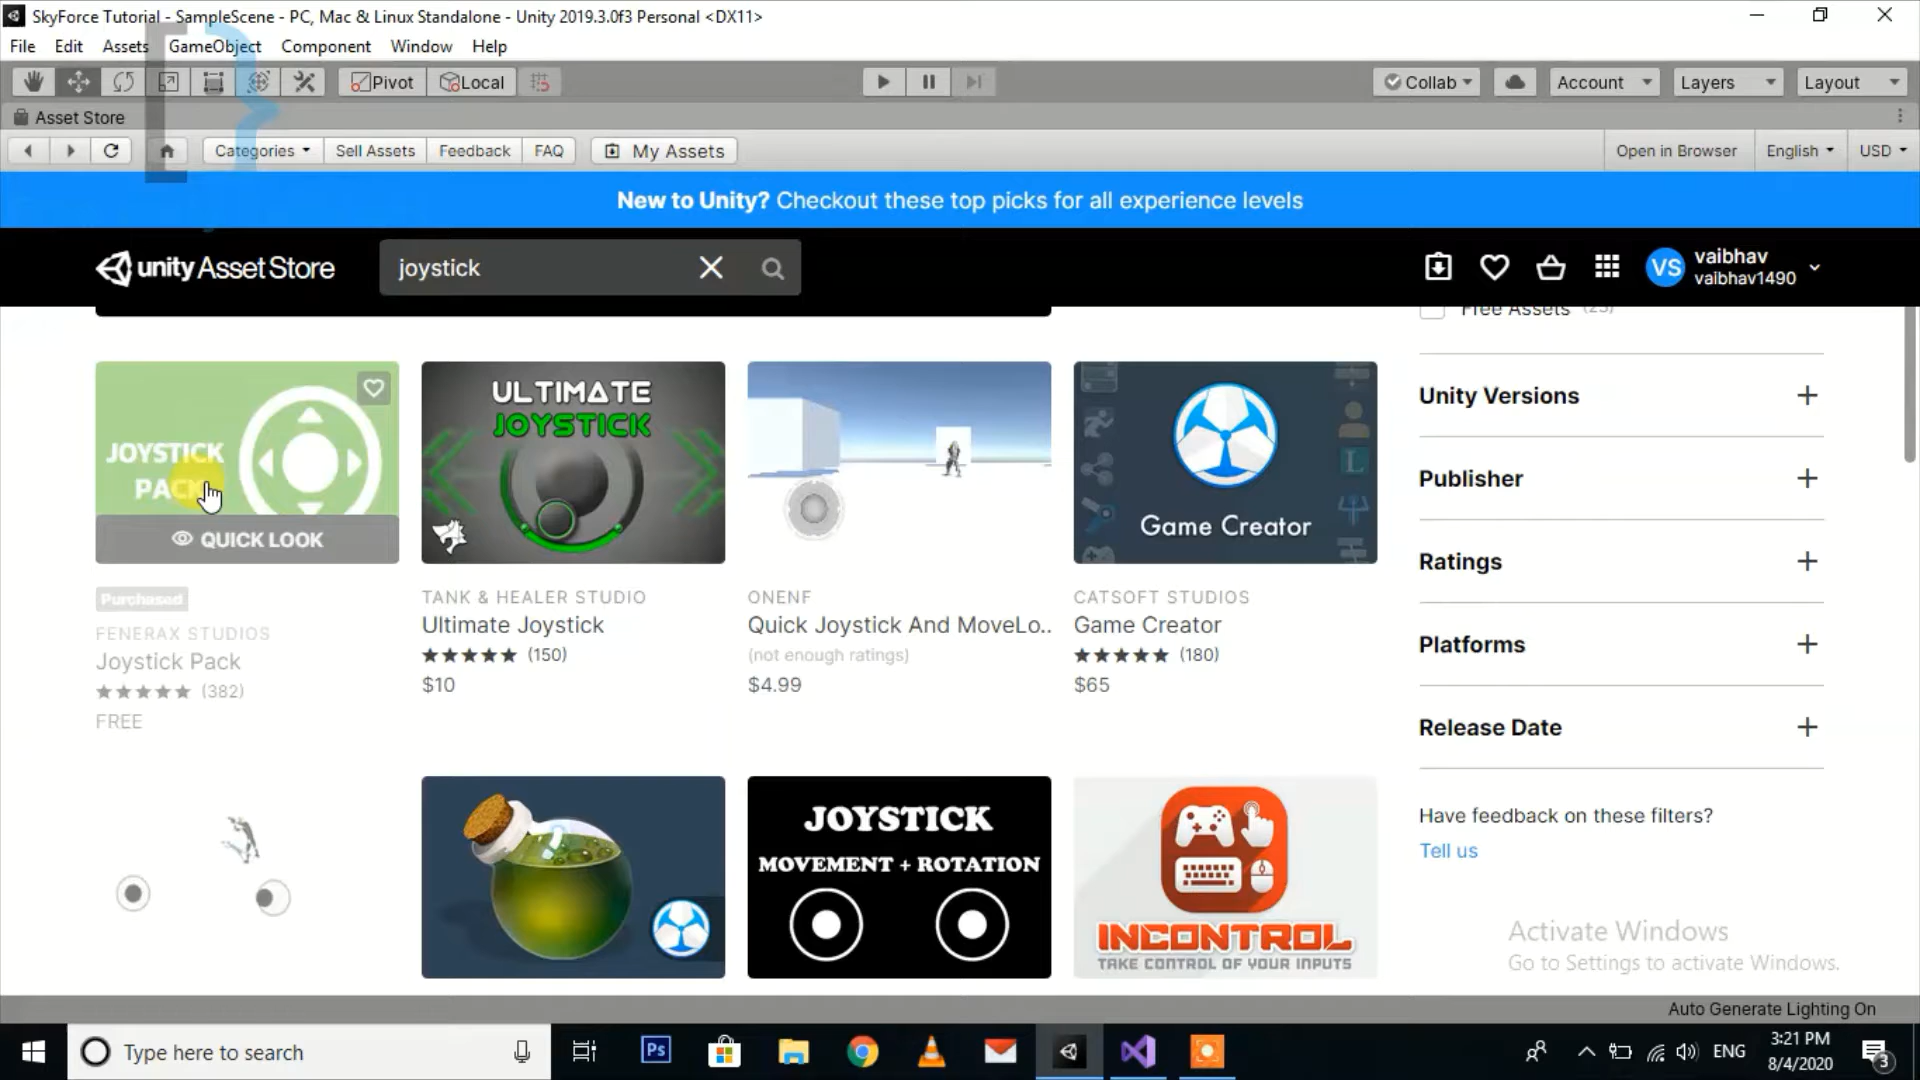 SkyForce Tutorial - SampleScene - PC, Mac & Linux Standalone - Unity 2019.3.0f3 Personal <DX11>
File Edit Assets GameObject Component Window Help
Pivot Local Collab Account Layers Layout
Asset Store
Categories Sell Assets Feedback FAQ My Assets Open in Browser English USD
New to Unity? Checkout these top picks for all experience levels
unity Asset Store joystick VS vaibhav
vaibhav1490
Free Assets (25)
JOYSTICK
PACK
QUICK LOOK
Purchased
FENERAX STUDIOS
Joystick Pack
(382)
FREE
ULTIMATE
JOYSTICK
TANK & HEALER STUDIO
Ultimate Joystick
(150)
$10
ONENF
Quick Joystick And MoveLo..
(not enough ratings)
$4.99
L
Game Creator
CATSOFT STUDIOS
Game Creator
(180)
$65
Unity Versions
Publisher
Ratings
Platforms
Release Date
JOYSTICK
MOVEMENT + ROTATION
INCONTROL
TAKE CONTROL OF YOUR INPUTS
Have feedback on these filters?
Tell us
Activate Windows
Go to Settings to activate Windows.
Auto Generate Lighting On
Type here to search
Ps
ENG
3:21 PM
8/4/2020
3